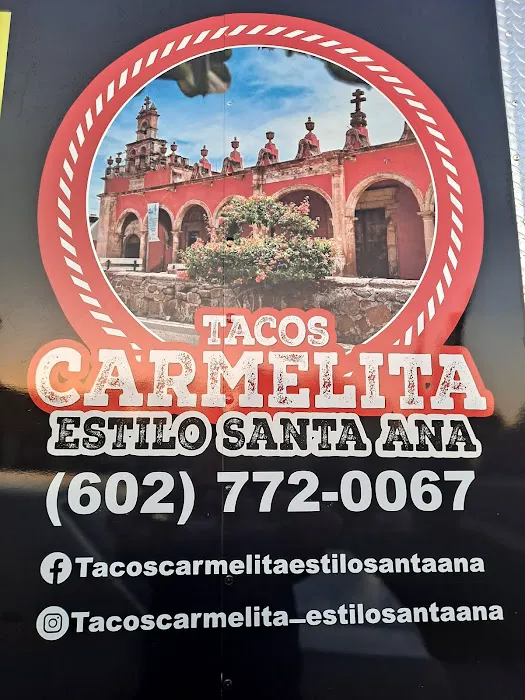 TACOS
CARMELITA
ESTILO SANTA ANA
(602) 772-0067
Tacoscarmelitaestilosantaana
Tacoscarmelita_estilosantaana